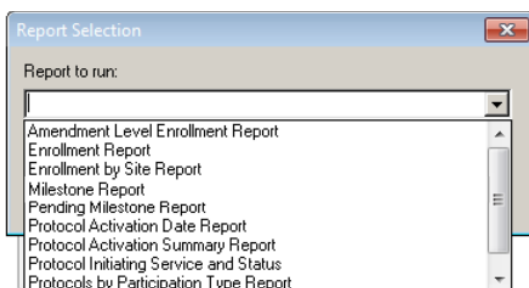 Report Selection
Report to run:
Amendment Level Enrollment Report
Enrollment Report
Enrollment by Site Report
Milestone Report
Pending Milestone Report
Protocol Activation Date Report
Protocol Activation Summary Report
Protocol Initiating Service and Status
Protocols by Participation Type Report